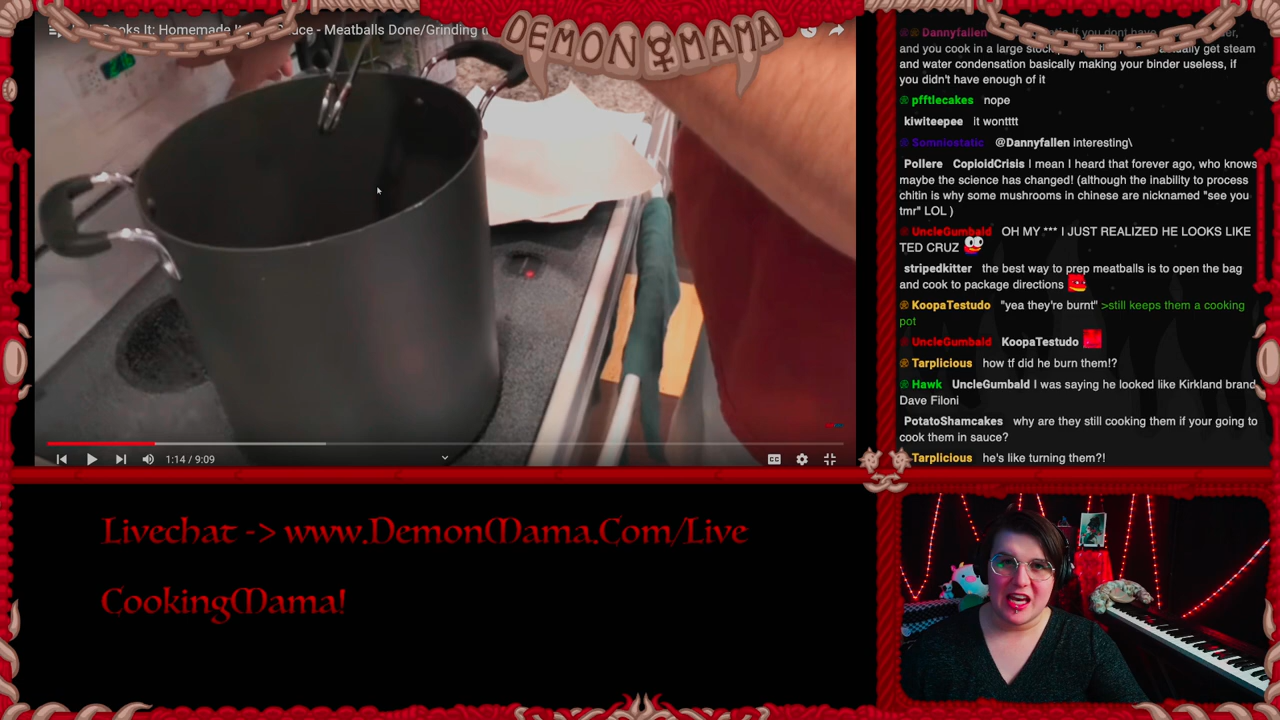 Cooks It: Homemade It Sauce - Meatballs Done/Grinding
DEMON MAMA
1:14 / 9:09
CC
Livechat -> www.DemonMama.Com/Live
CookingMama!
Dannyfallen if you dont have
and you cook in a large stock get steam
and water condensation basically making your binder useless, if
you didn't have enough of it
pfftlecakes nope
kiwiteepee it wontttt
Somniostatic @Dannyfallen interesting\
Pollere CopioidCrisis I mean I heard that forever ago, who knows
maybe the science has changed! (although the inability to process
chitin is why some mushrooms in chinese are nicknamed "see you
tmr" LOL )
UncleGumbald OH MY *** I JUST REALIZED HE LOOKS LIKE
TED CRUZ
stripedkitter the best way to prep meatballs is to open the bag
and cook to package directions
KoopaTestudo "yea they're burnt" >still keeps them a cooking
pot
UncleGumbald KoopaTestudo
Tarplicious how tf did he burn them!?
Hawk UncleGumbald I was saying he looked like Kirkland brand
Dave Filoni
PotatoShamcakes why are they still cooking them if your going to
cook them in sauce?
Tarplicious he's like turning them?!